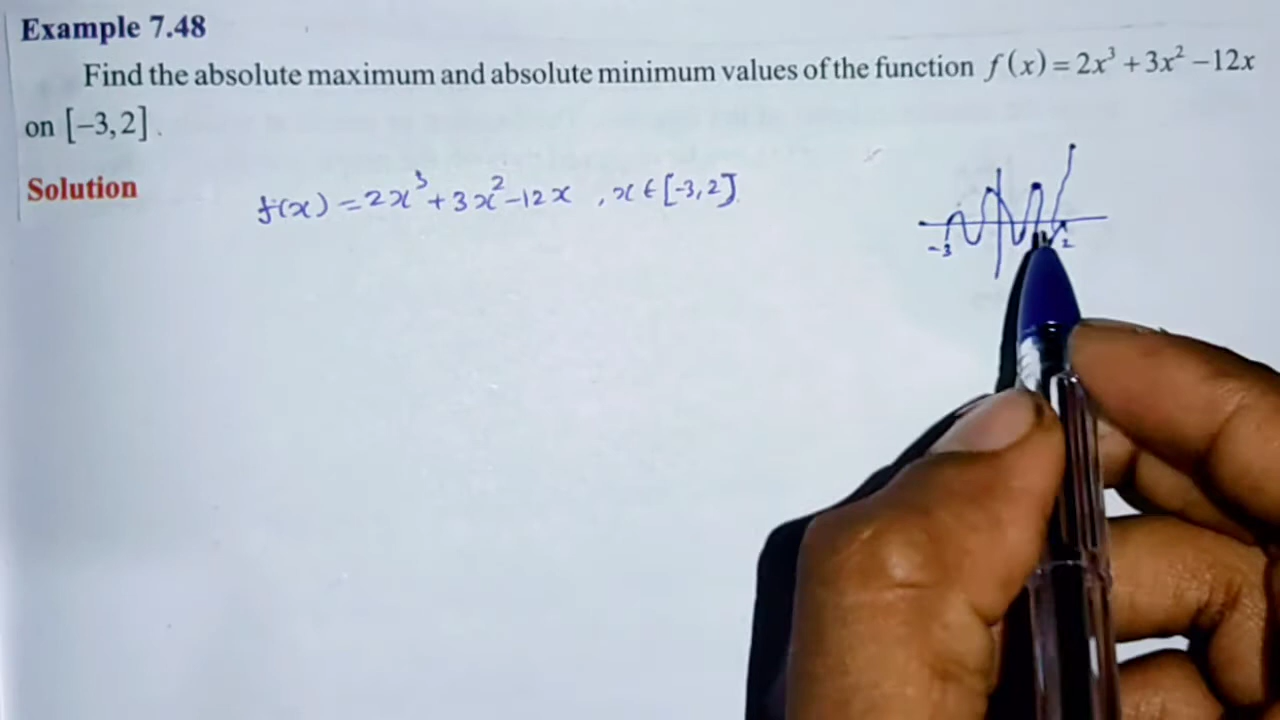 Example 7.48
Find the absolute maximum and absolute minimum values of the function f(x) = 2x³ + 3x² − 12x
on [−3, 2].
Solution
f(x) = 2x³ + 3x² − 12x , x ∈ [-3, 2]
-3 2